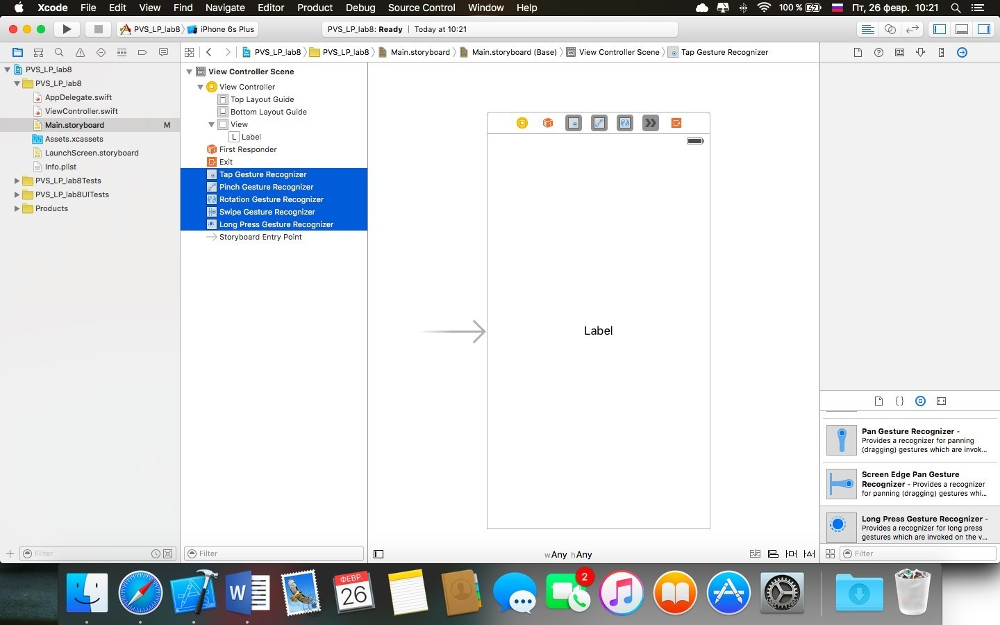 Xcode File Edit View Find Navigate Editor Product Debug Source Control Window Help 100 % Пт, 26 февр. 10:21
PVS_LP_lab8 iPhone 6s Plus PVS_LP_lab8: Ready Today at 10:21
PVS_LP_lab8 PVS_LP_lab8 Main.storyboard Main.storyboard (Base) View Controller Scene Tap Gesture Recognizer
PVS_LP_lab8
PVS_LP_lab8
AppDelegate.swift
ViewController.swift
Main.storyboard M
Assets.xcassets
LaunchScreen.storyboard
Info.plist
PVS_LP_lab8Tests
PVS_LP_lab8UITests
Products
Filter
View Controller Scene
View Controller
Top Layout Guide
Bottom Layout Guide
View
L Label
First Responder
Exit
Tap Gesture Recognizer
Pinch Gesture Recognizer
Rotation Gesture Recognizer
Swipe Gesture Recognizer
Long Press Gesture Recognizer
Storyboard Entry Point
Filter
Label
wAny hAny
{}
Pan Gesture Recognizer -
Provides a recognizer for panning
(dragging) gestures which are invok...
Screen Edge Pan Gesture
Recognizer - Provides a recognizer
for panning (dragging) gestures whi...
Long Press Gesture Recognizer -
Provides a recognizer for long press
gestures which are invoked on the v...
Filter
W
ФЕВР.
26
2